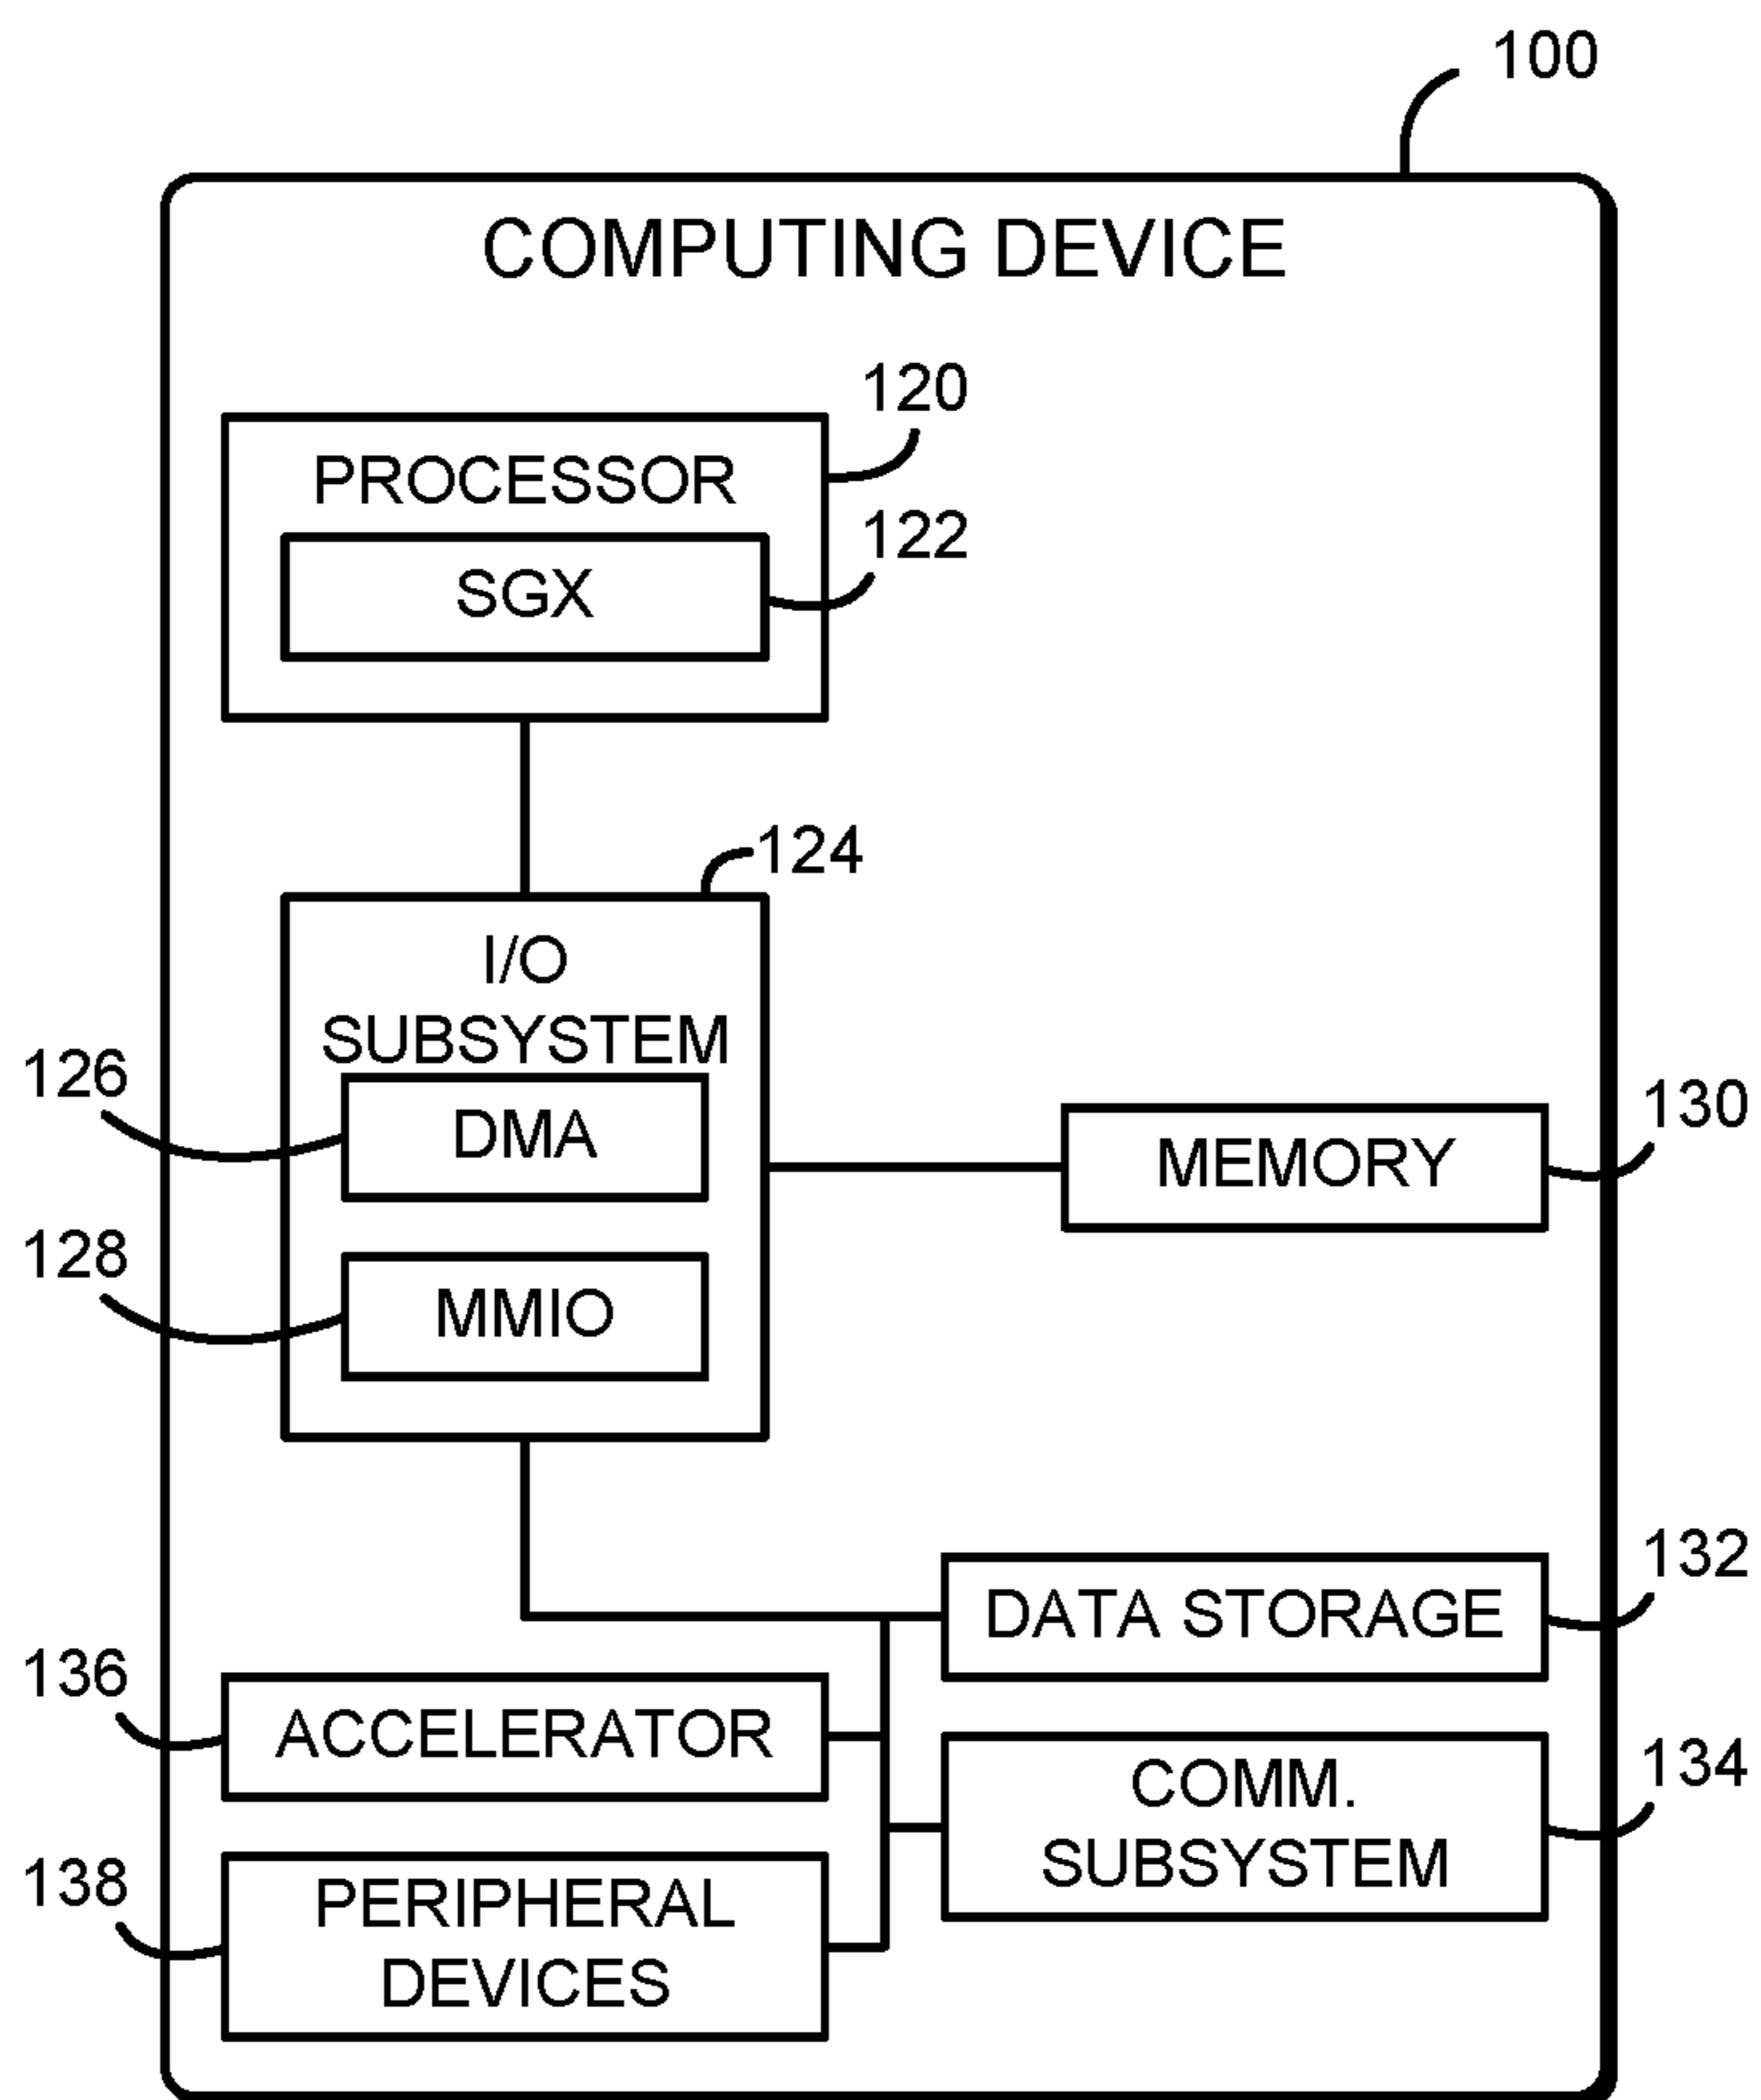 100
COMPUTING DEVICE
120
PROCESSOR
122
SGX
124
I/O
SUBSYSTEM
126
DMA
130
MEMORY
128
MMIO
132
DATA STORAGE
136
ACCELERATOR
134
COMM.
SUBSYSTEM
138
PERIPHERAL
DEVICES